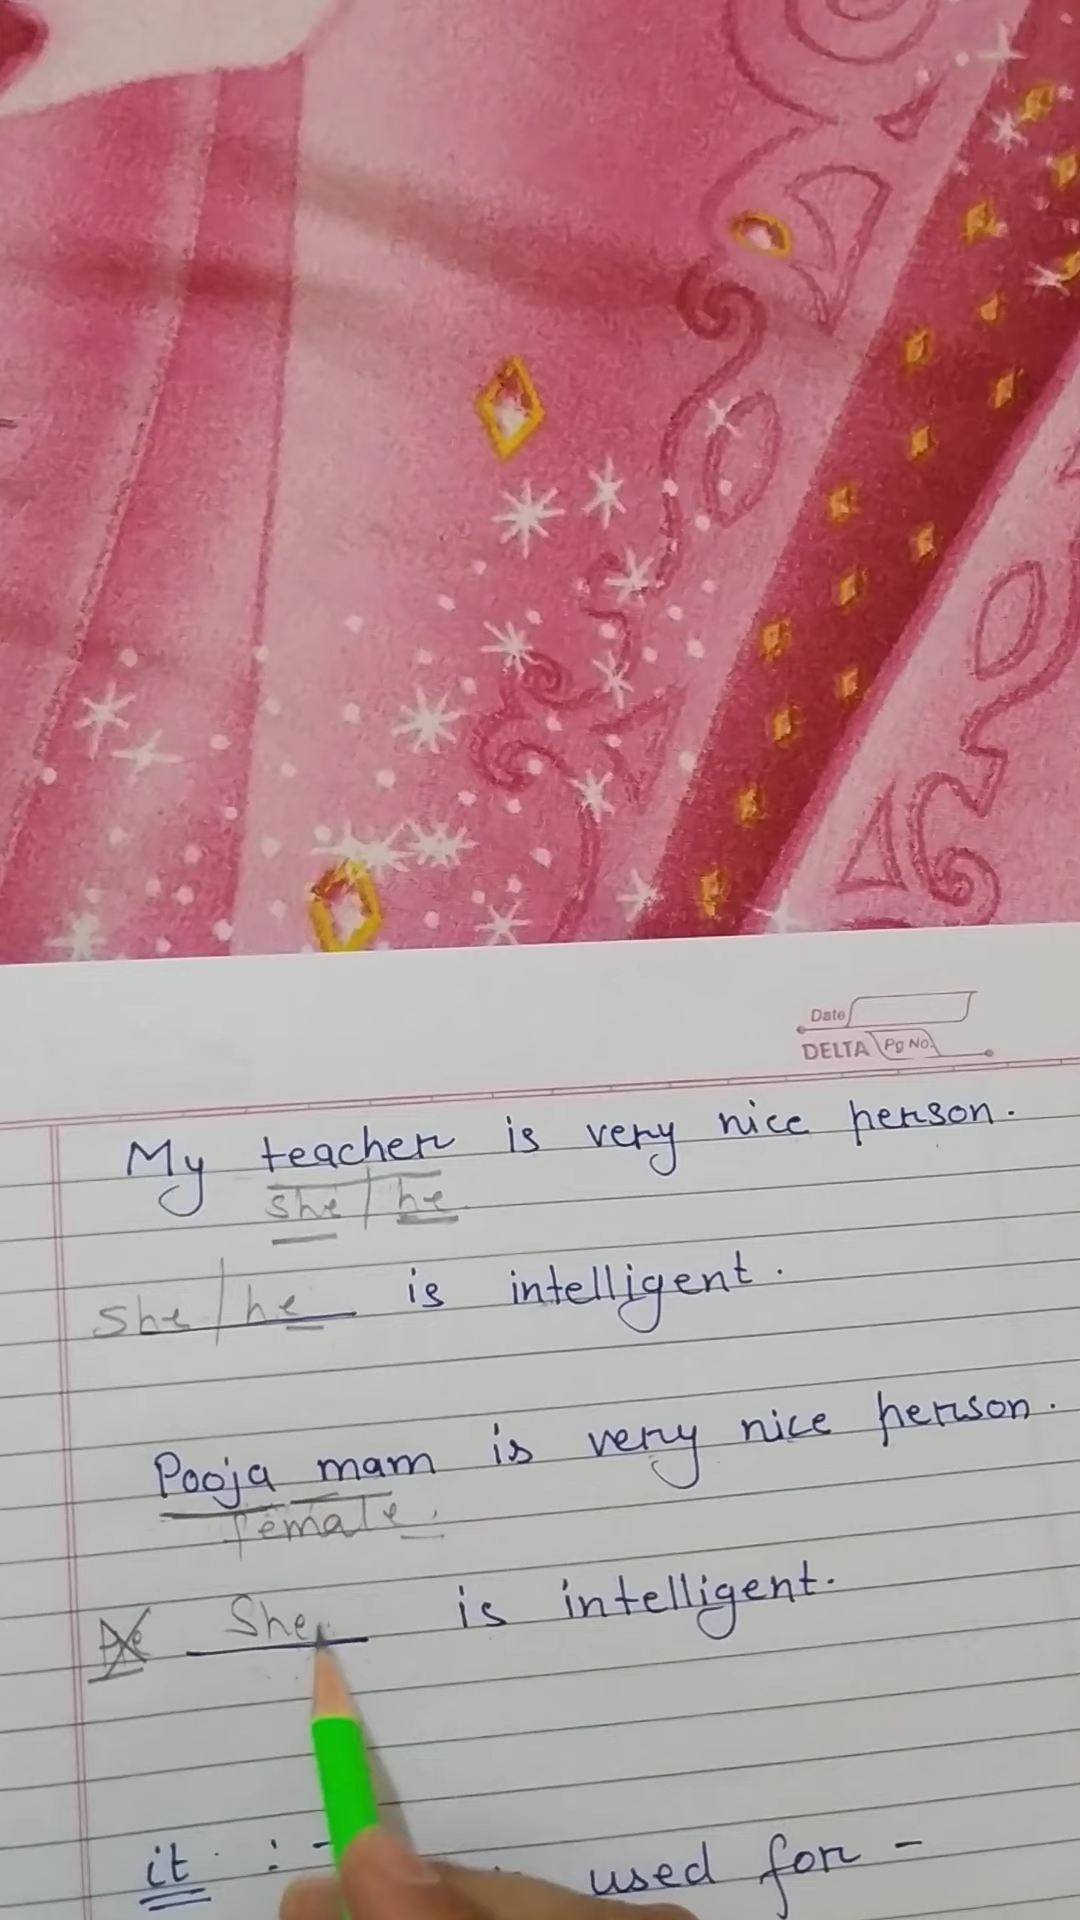 Date
DELTA Pg No.
My teacher is very nice person.
she / he
she / he is intelligent.
Pooja mam is very nice person.
female.
He She is intelligent.
it : - used for -